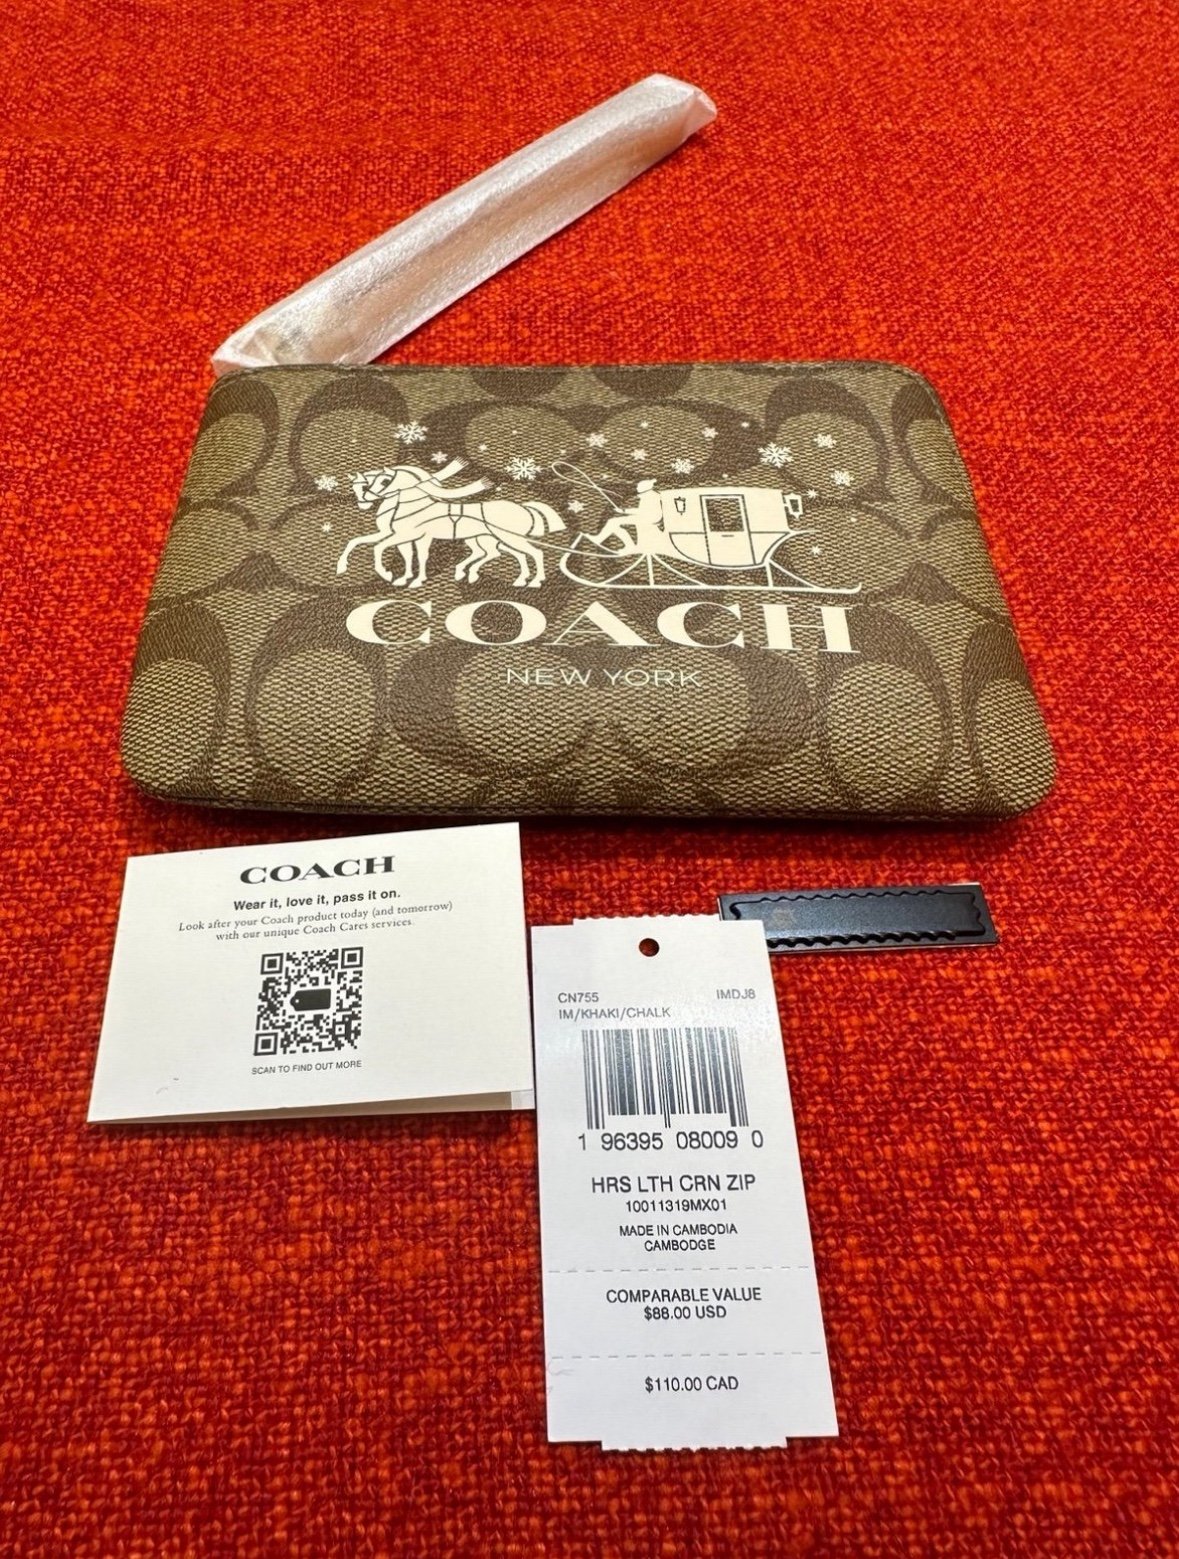 COACH
NEW YORK
COACH
Wear it, love it, pass it on.
Look after your Coach product today (and tomorrow)
with our unique Coach Cares services.
SCAN TO FIND OUT MORE
CN755 IMDJ8
IM/KHAKI/CHALK
1 96395 08009 0
HRS LTH CRN ZIP
10011319MX01
MADE IN CAMBODIA
CAMBODGE
COMPARABLE VALUE
$88.00 USD
$110.00 CAD